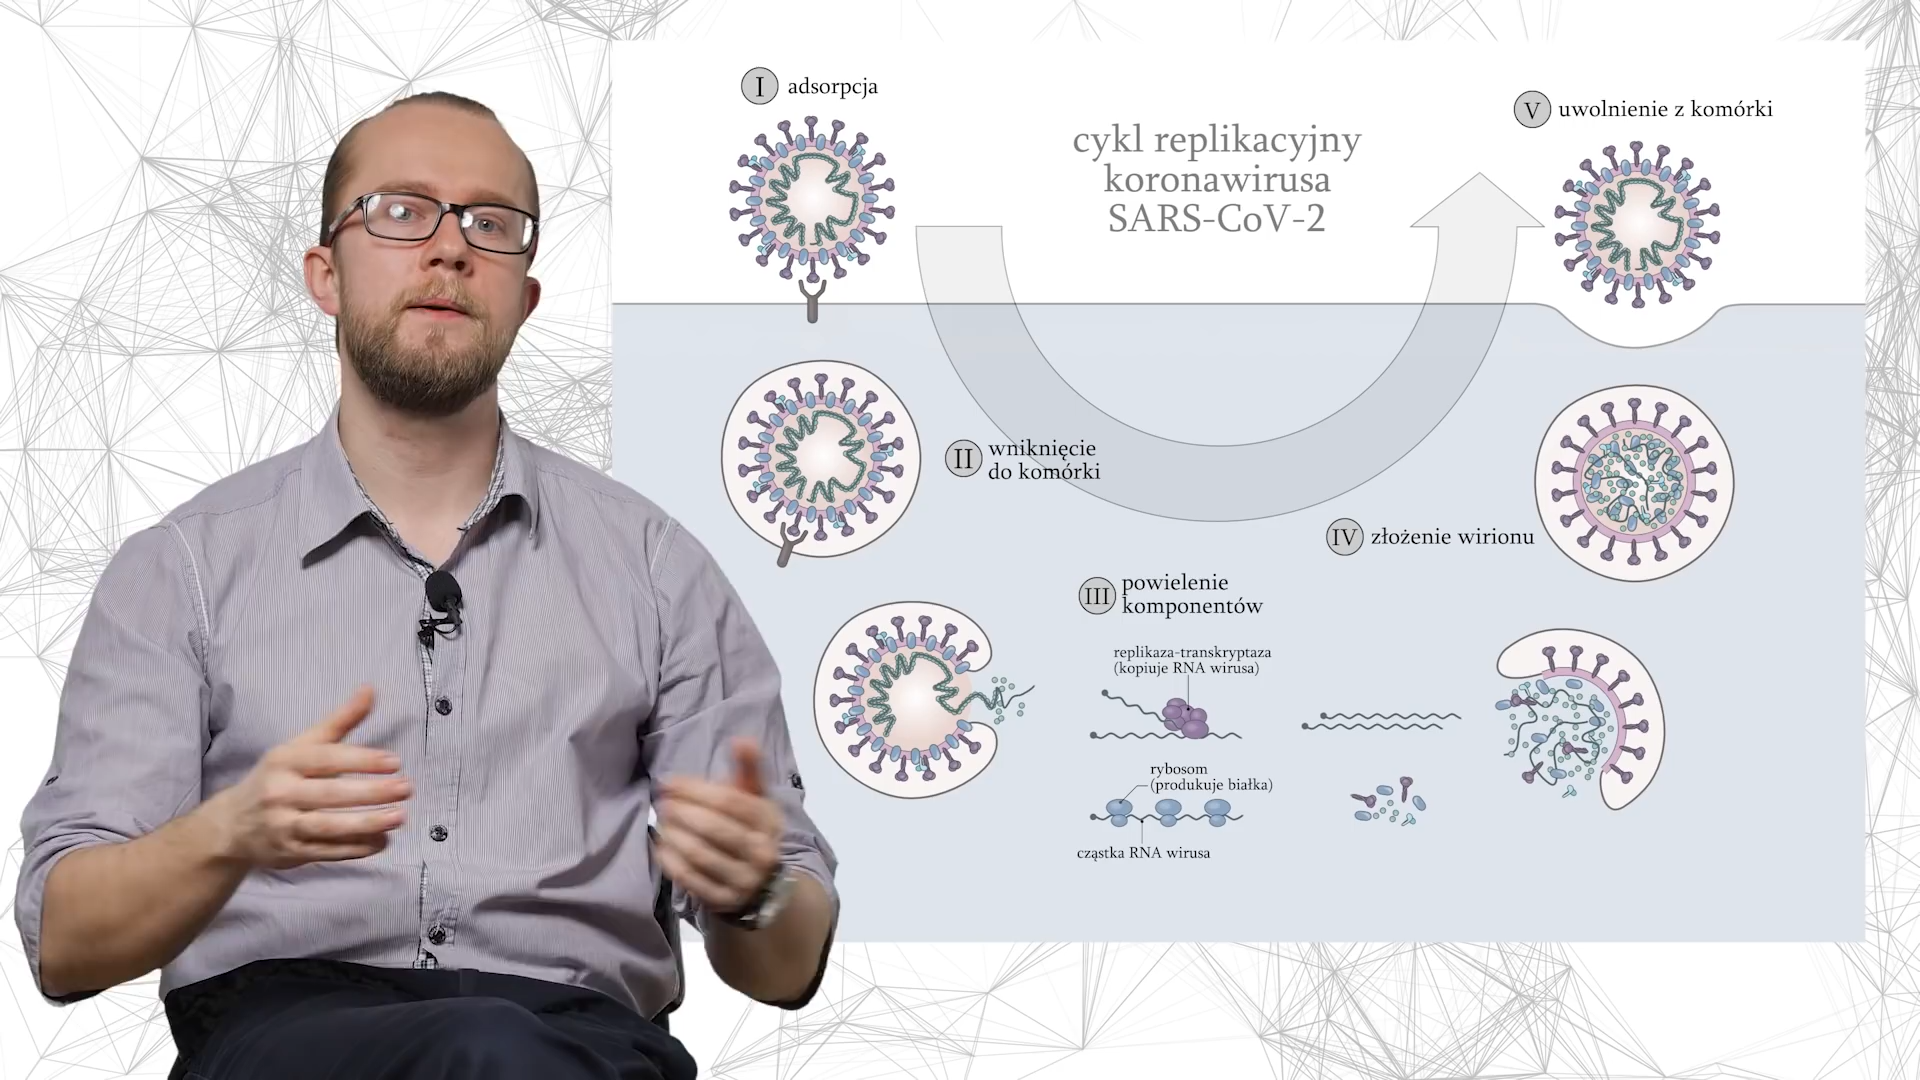 I adsorpcja
cykl replikacyjny
koronawirusa
SARS-CoV-2
V uwolnienie z komórki
II wniknięcie
do komórki
IV złożenie wirionu
III powielenie
komponentów
replikaza-transkryptaza
(kopiuje RNA wirusa)
rybosom
(produkuje białka)
cząstka RNA wirusa